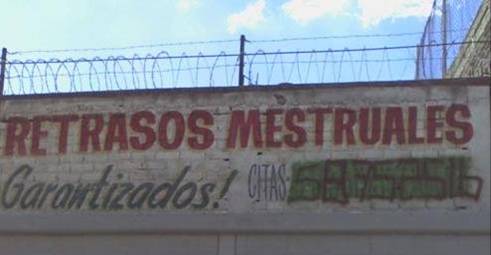 RETRASOS MESTRUALES
Garantizados! CITAS: